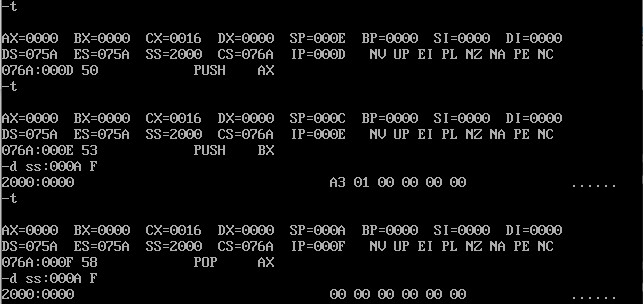 -t
AX=0000  BX=0000  CX=0016  DX=0000  SP=000E  BP=0000  SI=0000  DI=0000
DS=075A  ES=075A  SS=2000  CS=076A  IP=000D   NV UP EI PL NZ NA PE NC
076A:000D 50            PUSH    AX
-t
AX=0000  BX=0000  CX=0016  DX=0000  SP=000C  BP=0000  SI=0000  DI=0000
DS=075A  ES=075A  SS=2000  CS=076A  IP=000E   NV UP EI PL NZ NA PE NC
076A:000E 53            PUSH    BX
-d ss:000A F
2000:0000                                A3 01 00 00 00 00             ......
-t
AX=0000  BX=0000  CX=0016  DX=0000  SP=000A  BP=0000  SI=0000  DI=0000
DS=075A  ES=075A  SS=2000  CS=076A  IP=000F   NV UP EI PL NZ NA PE NC
076A:000F 58            POP     AX
-d ss:000A F
2000:0000                                00 00 00 00 00 00             ......